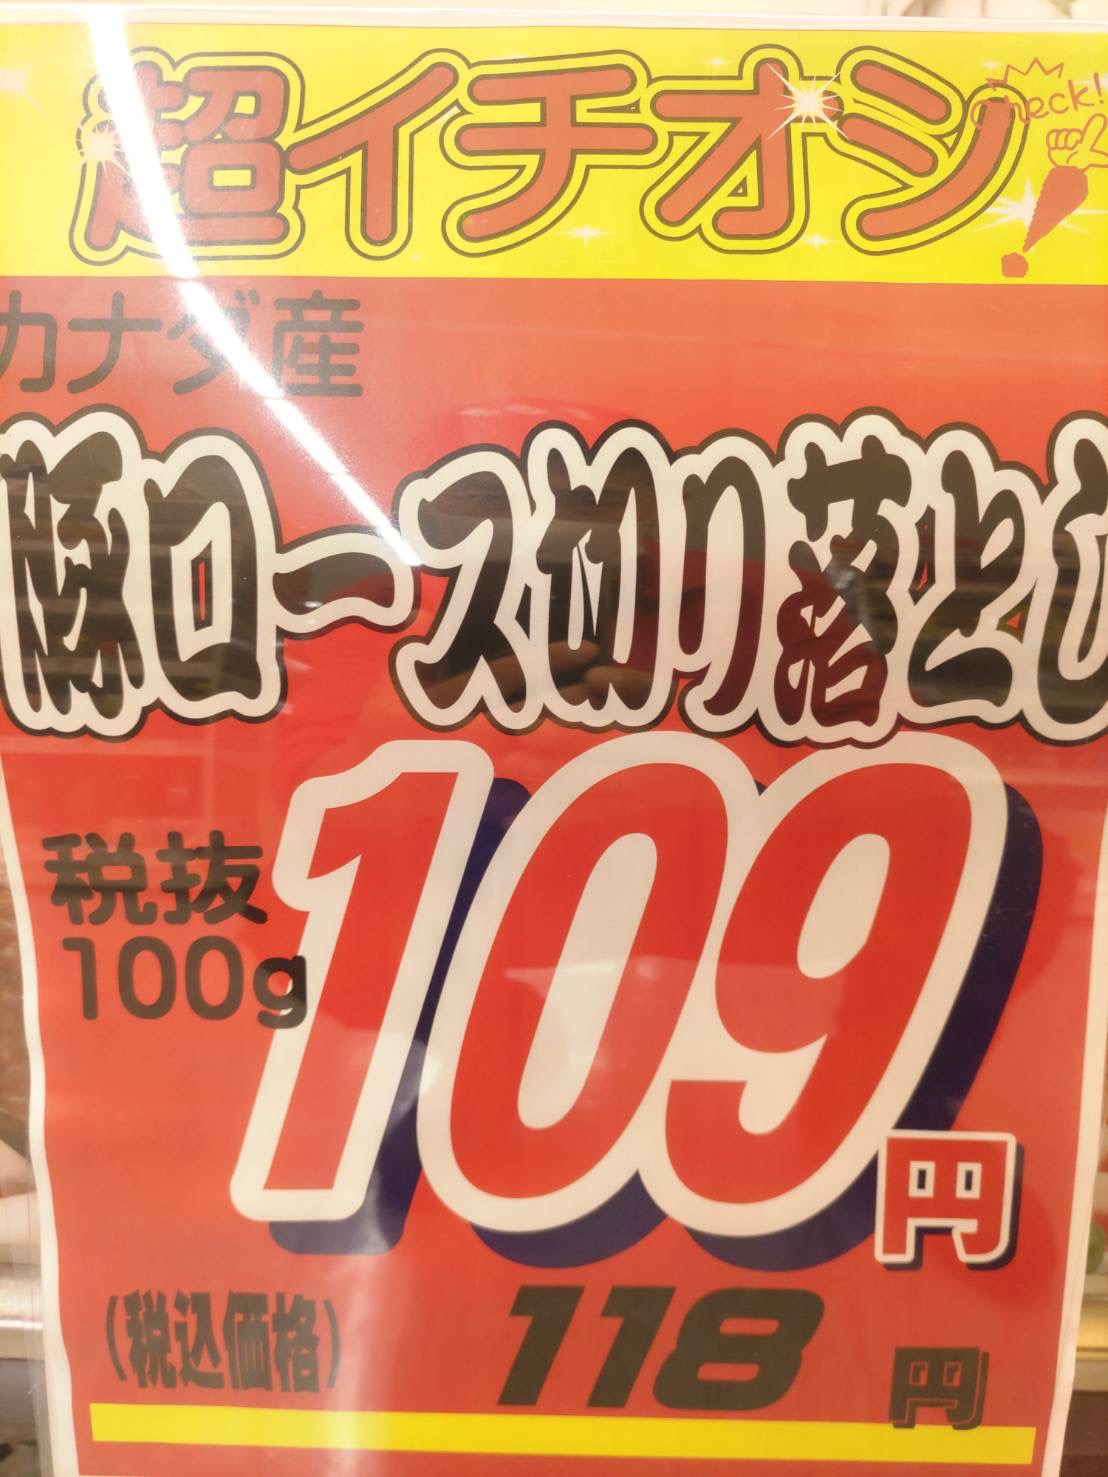 超イチオシ!
Check!
カナダ産
豚ロース切り落とし
税抜
100g
109円
(税込価格) 118円